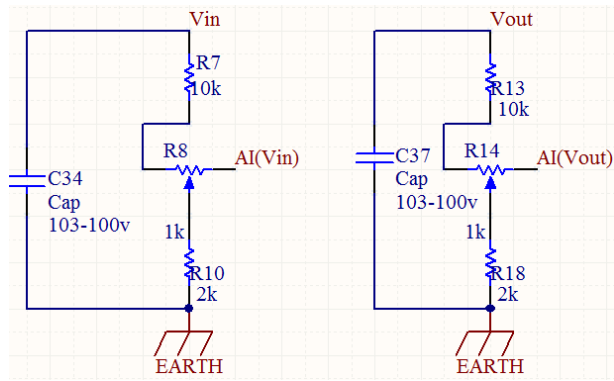 Vin
R7
10k
R8
AI(Vin)
C34
Cap
103-100v
1k
R10
2k
EARTH
Vout
R13
10k
C37
Cap
103-100v
R14
AI(Vout)
1k
R18
2k
EARTH